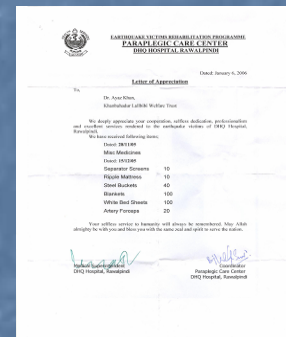 EARTHQUAKE VICTIMS REHABILITATION PROGRAMME
PARAPLEGIC CARE CENTER
DHQ HOSPITAL RAWALPINDI
Dated: January 6, 2006
Letter of Appreciation
To,
Dr. Ayaz Khan,
Khanbahadur Welfare Trust
We deeply appreciate your cooperation, selfless dedication, professionalism
and excellent services rendered to the earthquake victims of DHQ Hospital,
Rawalpindi.
We have received following items:
Dated: 28/11/05
Misc Medicines
Dated: 15/12/05
Separator Screens 10
Ripple Mattress 10
Steel Buckets 40
Blankets 100
White Bed Sheets 100
Artery Forceps 20
Your selfless service to humanity will always be remembered. May Allah
almighty be with you and bless you with the same zeal and spirit to serve the nation.
Medical Superintendent
DHQ Hospital, Rawalpindi
Coordinator
Paraplegic Care Center
DHQ Hospital, Rawalpindi